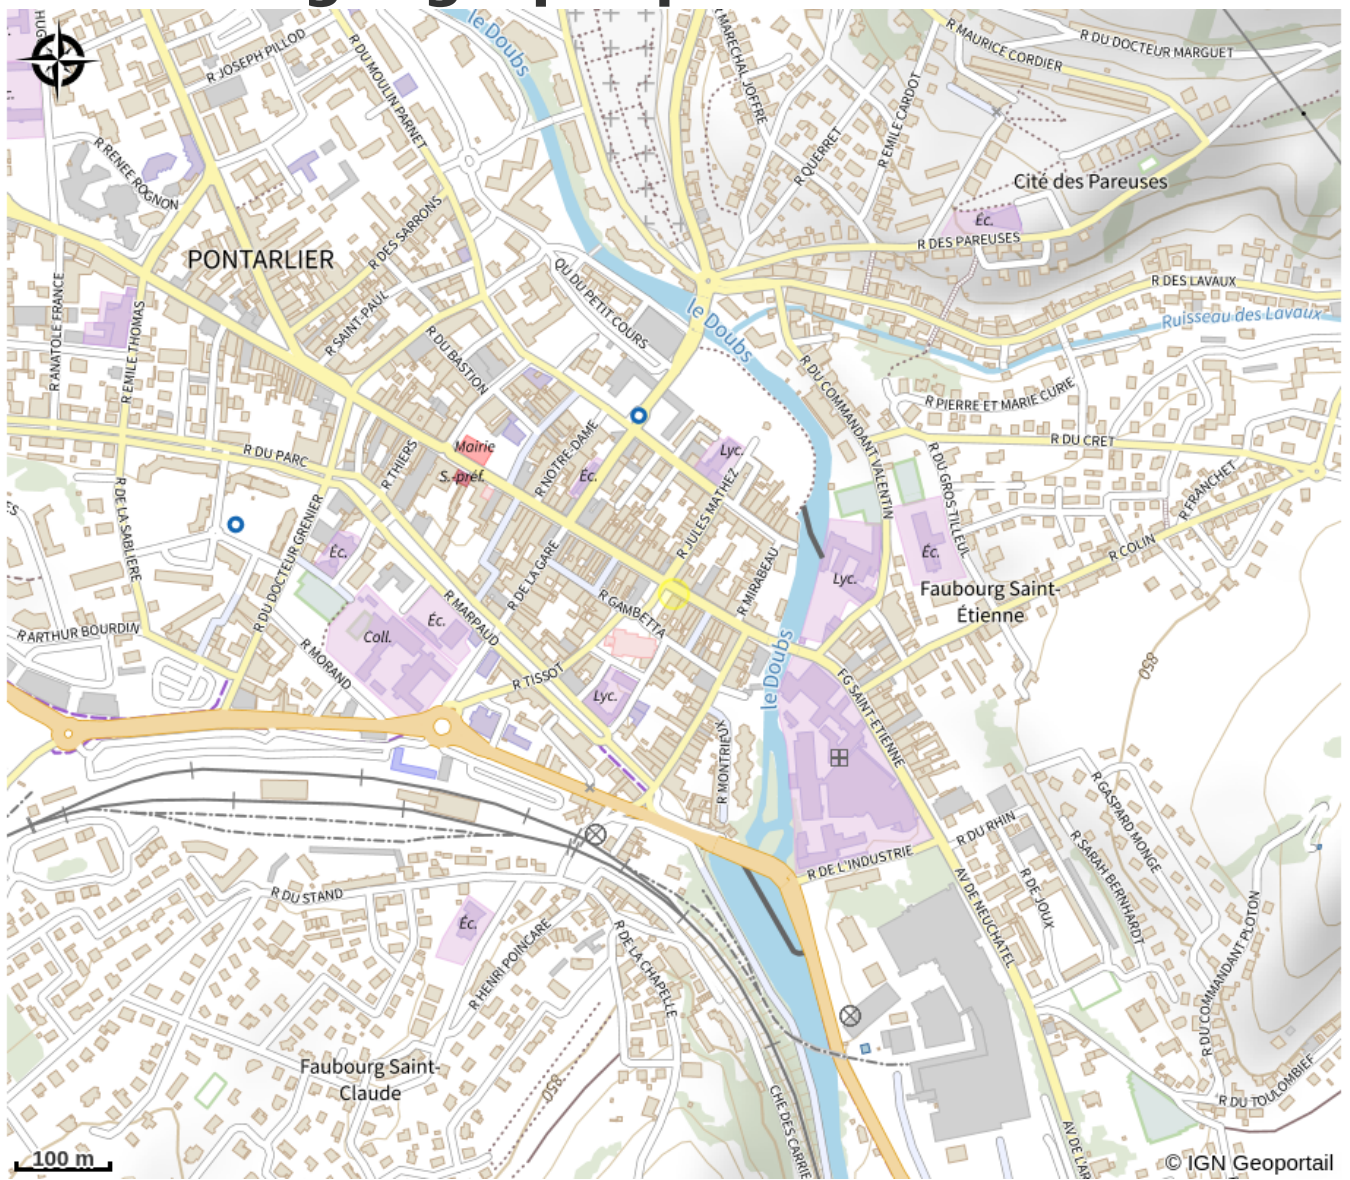 le Doubs
R JOSEPH PILLOD
R DU MOULIN PARNET
R MARECHAL JOFFRE
R MAURICE CORDIER
R DU DOCTEUR MARGUET
R QUERRET
R EMILE CARDOT
R RENEE ROGNON
Cité des Pareuses
Éc.
R DES PAREUSES
R DES SARRONS
PONTARLIER
QU DU PETIT COURS
R DES LAVAUX
Ruisseau des Lavaux
le Doubs
R ANATOLE FRANCE
R EMILE THOMAS
R SAINT-PAUL
R DU BASTION
R DU COMMANDANT VALENTIN
R PIERRE ET MARIE CURIE
R DU CRET
R DU PARC
R THIERS
Mairie
S.-préf.
R NOTRE-DAME
Éc.
Lyc.
R JULES MATHEZ
R DU GROS TILLEUL
R FRANCHET
R COLIN
R DE LA SABLIERE
R DU DOCTEUR GRENIER
Éc.
R DE LA GARE
R MIRABEAU
Lyc.
Éc.
Faubourg Saint-
Étienne
R GAMBETTA
R MARPAUD
Éc.
Coll.
R ARTHUR BOURDIN
R MORAND
R TISSOT
Lyc.
le Doubs
FG SAINT-ETIENNE
850
R MONTRIEUX
R GASPARD MONGE
R DU RHIN
R SARAH BERNHARDT
R DE L'INDUSTRIE
R DE JOUX
AV DE NEUCHATEL
R DU COMMANDANT PLOTON
R DU STAND
Éc.
R HENRI POINCARE
R DE LA CHAPELLE
Faubourg Saint-
Claude
850
CHE DES CARRIE
R DU TOULOMBIEF
AV DE L'AR
100 m
© IGN Geoportail